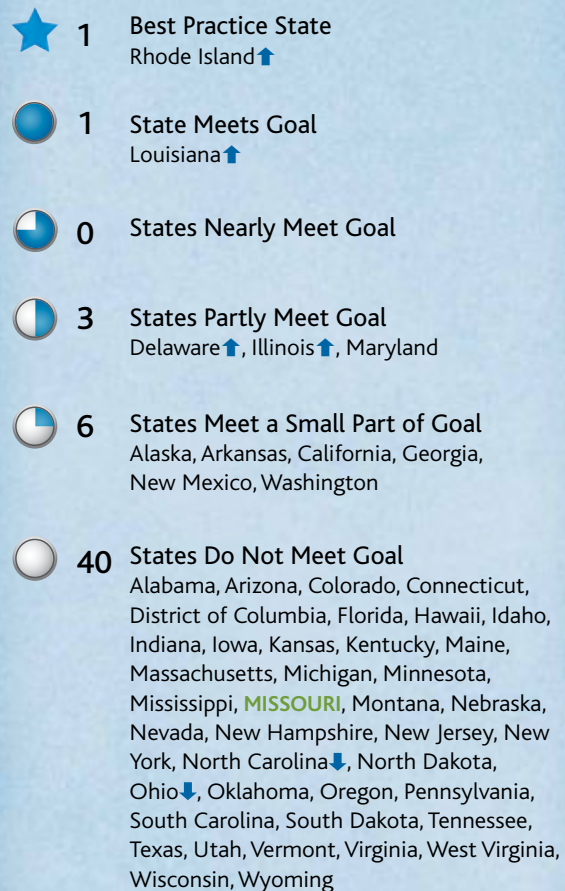 1 Best Practice State
Rhode Island⬆
1 State Meets Goal
Louisiana⬆
0 States Nearly Meet Goal
3 States Partly Meet Goal
Delaware⬆, Illinois⬆, Maryland
6 States Meet a Small Part of Goal
Alaska, Arkansas, California, Georgia,
New Mexico, Washington
40 States Do Not Meet Goal
Alabama, Arizona, Colorado, Connecticut,
District of Columbia, Florida, Hawaii, Idaho,
Indiana, Iowa, Kansas, Kentucky, Maine,
Massachusetts, Michigan, Minnesota,
Mississippi, MISSOURI, Montana, Nebraska,
Nevada, New Hampshire, New Jersey, New
York, North Carolina⬇, North Dakota,
Ohio⬇, Oklahoma, Oregon, Pennsylvania,
South Carolina, South Dakota, Tennessee,
Texas, Utah, Vermont, Virginia, West Virginia,
Wisconsin, Wyoming